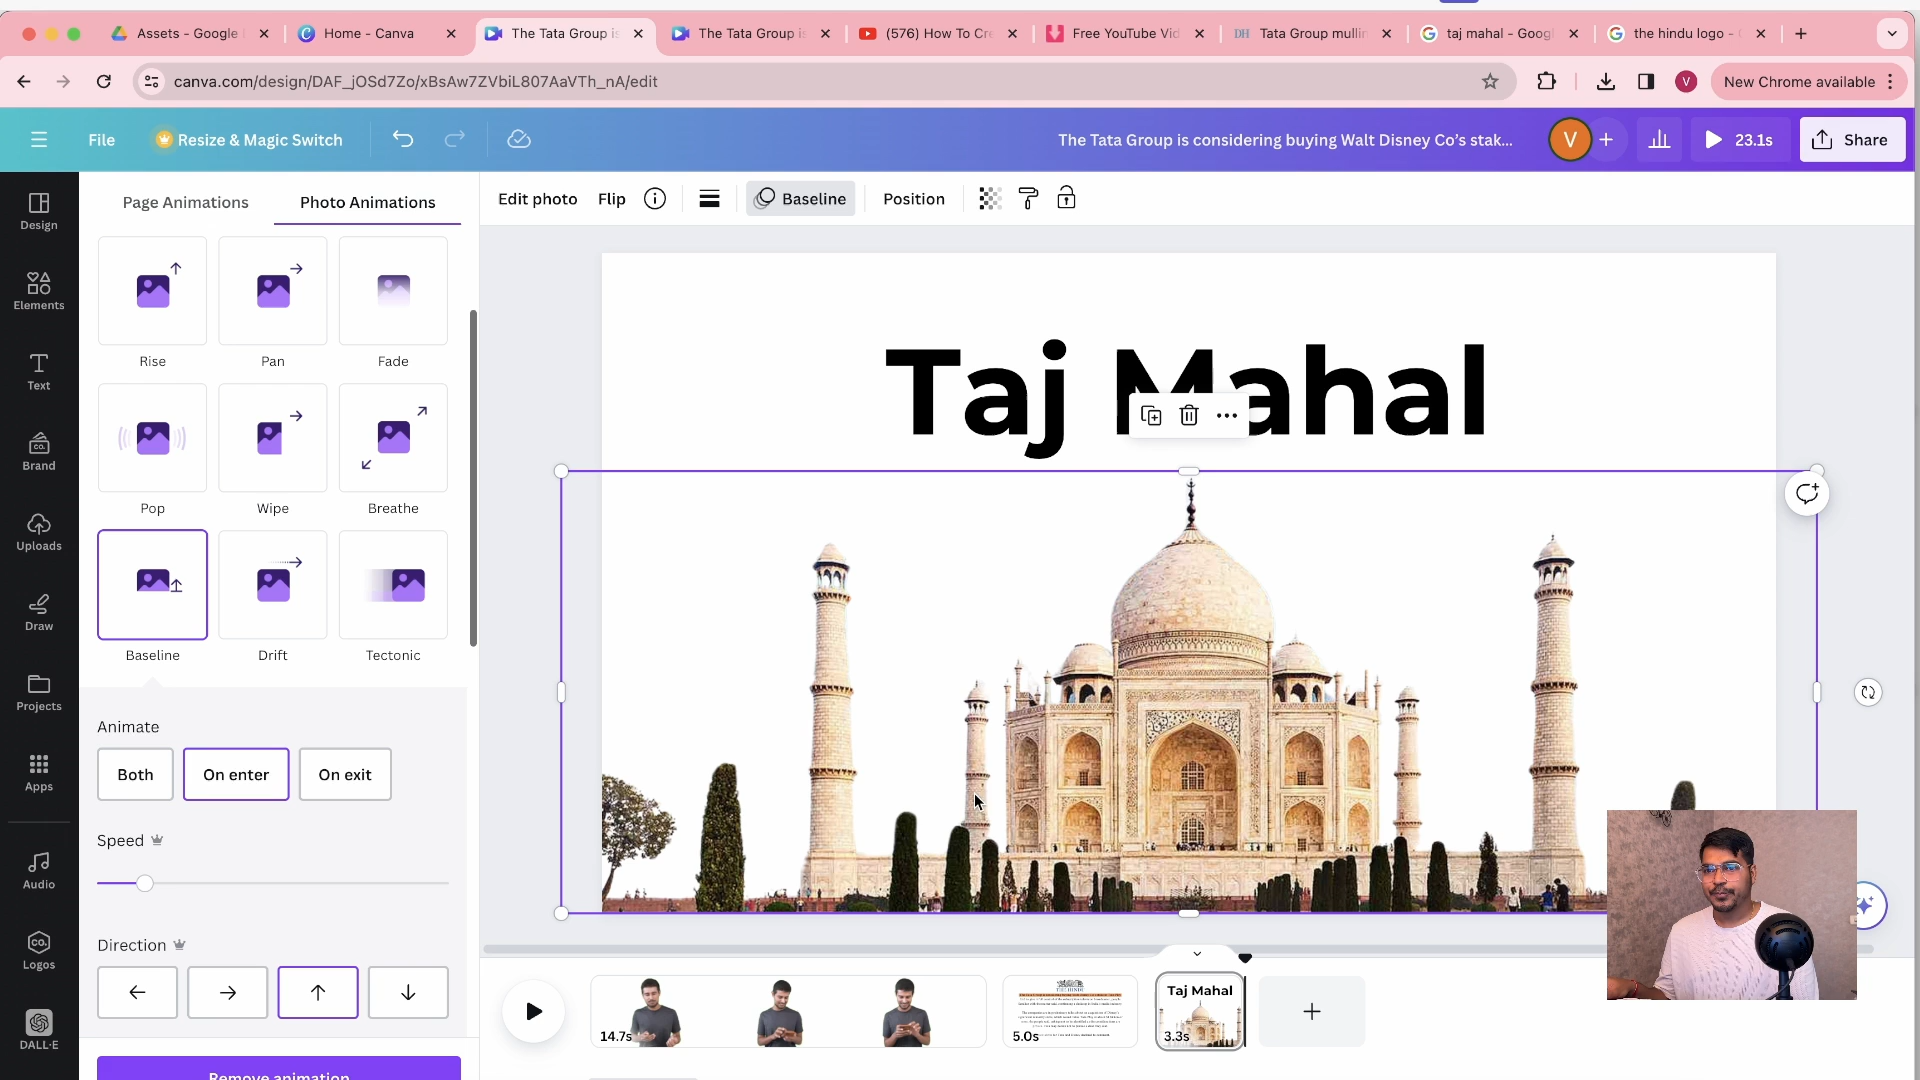 Assets - Google
Home - Canva
The Tata Group is
The Tata Group is
(576) How To Cre
Free YouTube Vid
DH
Tata Group mullin
taj mahal - Goog
the hindu logo -
canva.com/design/DAF_jOSd7Zo/xBsAw7ZVbiL807AaVTh_nA/edit
V
New Chrome available
File
Resize & Magic Switch
The Tata Group is considering buying Walt Disney Co’s stak...
V
23.1s
Share
Design
Elements
Text
Brand
Uploads
Draw
Projects
Apps
Audio
Logos
DALL·E
Page Animations
Photo Animations
Rise
Pan
Fade
Pop
Wipe
Breathe
Baseline
Drift
Tectonic
Animate
Both
On enter
On exit
Speed
Direction
Remove animation
Edit photo
Flip
Baseline
Position
Taj Mahal
14.7s
5.0s
Taj Mahal
3.3s